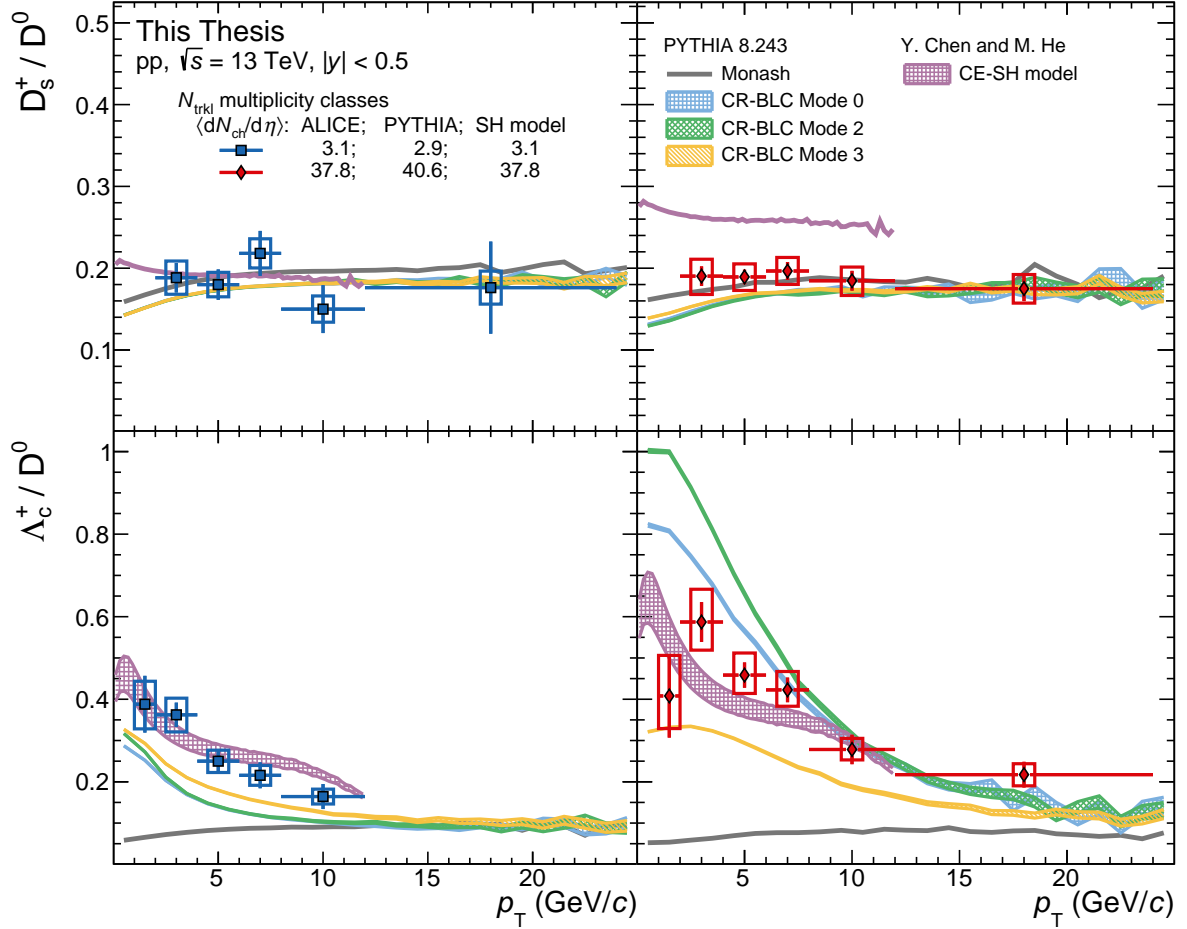 This Thesis
pp, √s = 13 TeV, |y| < 0.5
N_trkl multiplicity classes
⟨dN_ch/dη⟩: ALICE; PYTHIA; SH model
3.1; 2.9; 3.1
37.8; 40.6; 37.8
PYTHIA 8.243
Monash
CR-BLC Mode 0
CR-BLC Mode 2
CR-BLC Mode 3
Y. Chen and M. He
CE-SH model
D_s^+ / D^0
0.5
0.4
0.3
0.2
0.1
Λ_c^+ / D^0
1
0.8
0.6
0.4
0.2
5 10 15 20
p_T (GeV/c)
5 10 15 20
p_T (GeV/c)